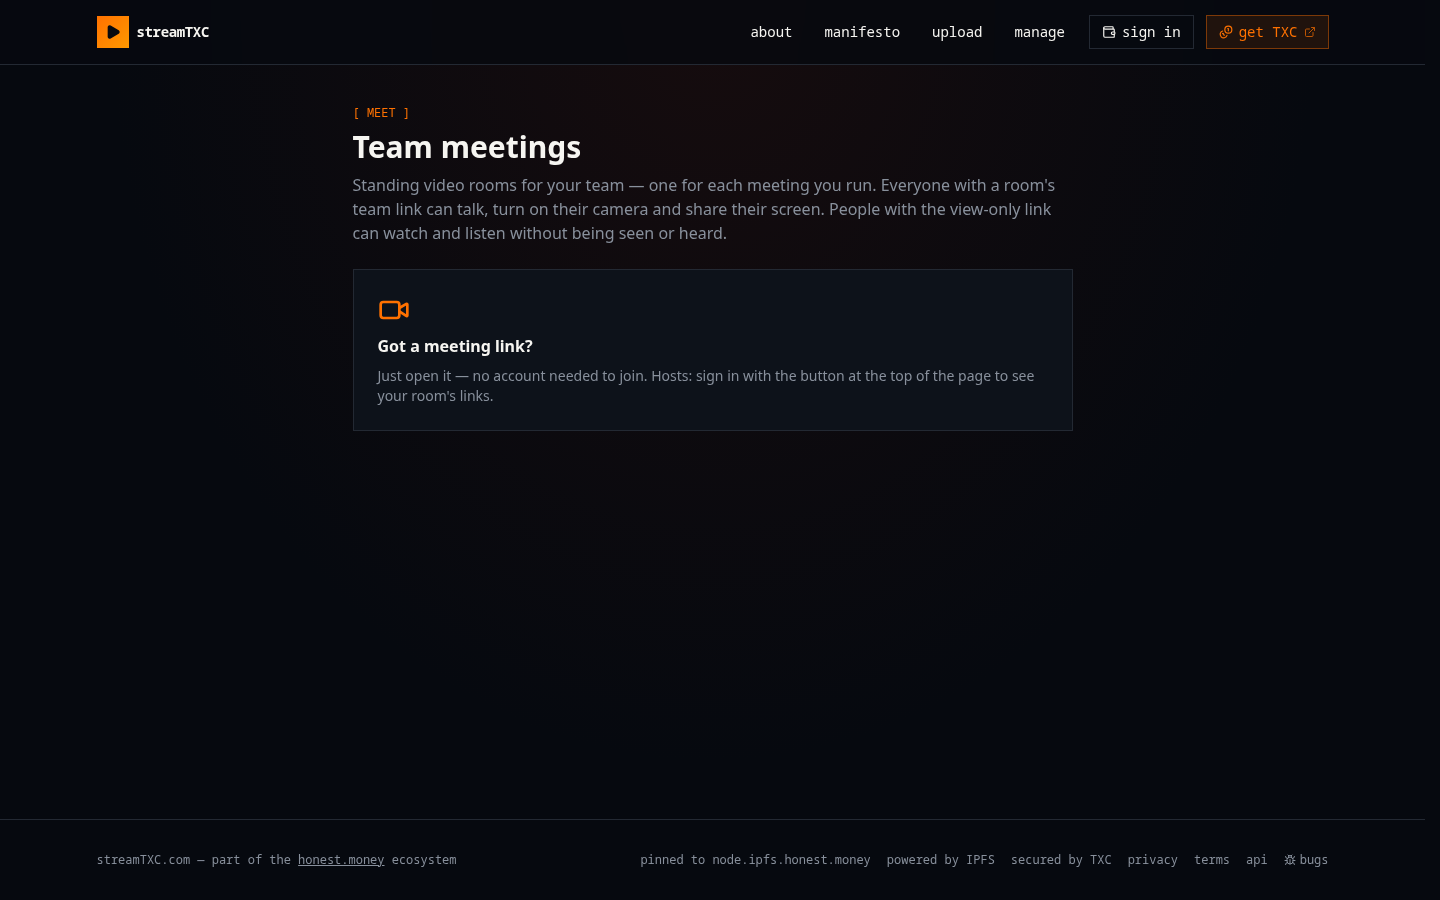 streamTXC
about
manifesto
upload
manage
sign in
get TXC
[ MEET ]
Team meetings
Standing video rooms for your team — one for each meeting you run. Everyone with a room's
team link can talk, turn on their camera and share their screen. People with the view-only link
can watch and listen without being seen or heard.
Got a meeting link?
Just open it — no account needed to join. Hosts: sign in with the button at the top of the page to see
your room's links.
streamTXC.com — part of the honest.money ecosystem
pinned to node.ipfs.honest.money
powered by IPFS
secured by TXC
privacy
terms
api
bugs